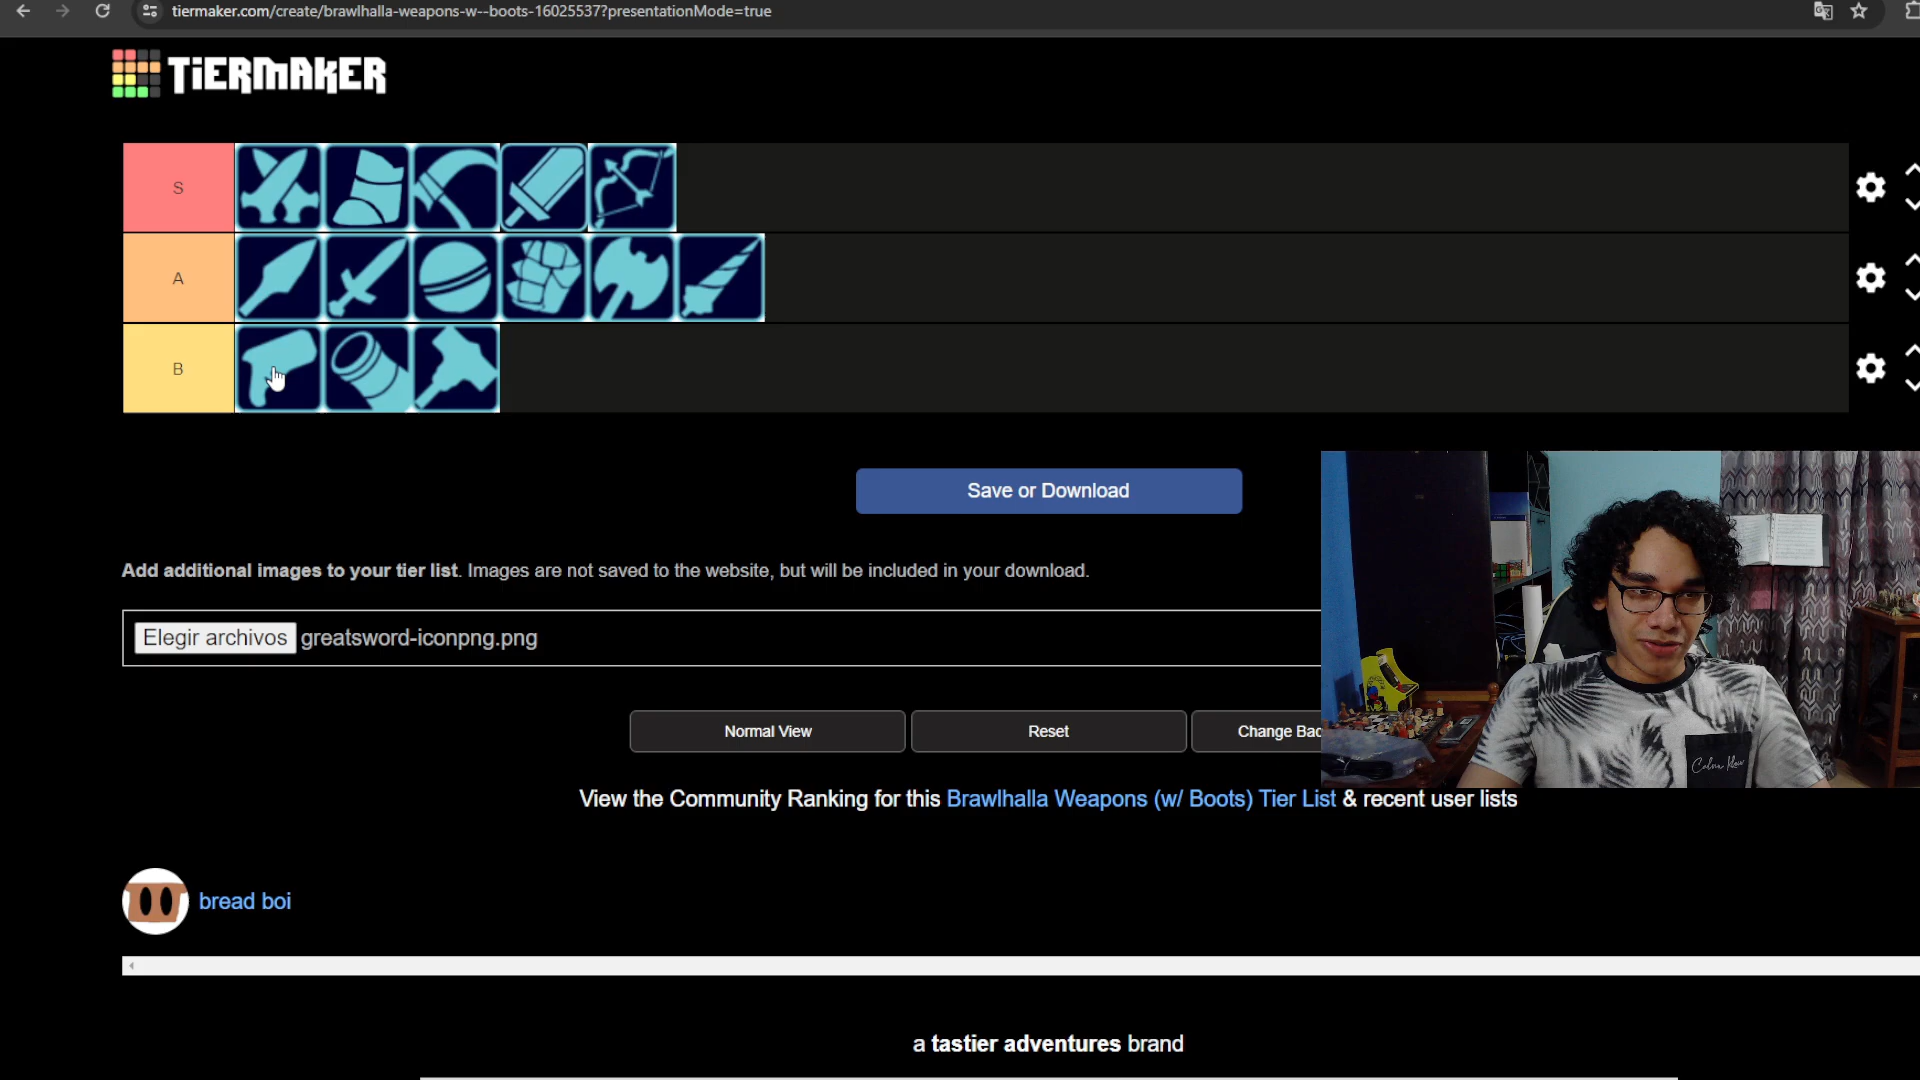 tiermaker.com/create/brawlhalla-weapons-w--boots-16025537?presentationMode=true
TiERMAKER
S
A
B
Save or Download
Add additional images to your tier list. Images are not saved to the website, but will be included in your download.
Elegir archivos greatsword-iconpng.png
Normal View
Reset
Change Bac
View the Community Ranking for this Brawlhalla Weapons (w/ Boots) Tier List & recent user lists
bread boi
a tastier adventures brand